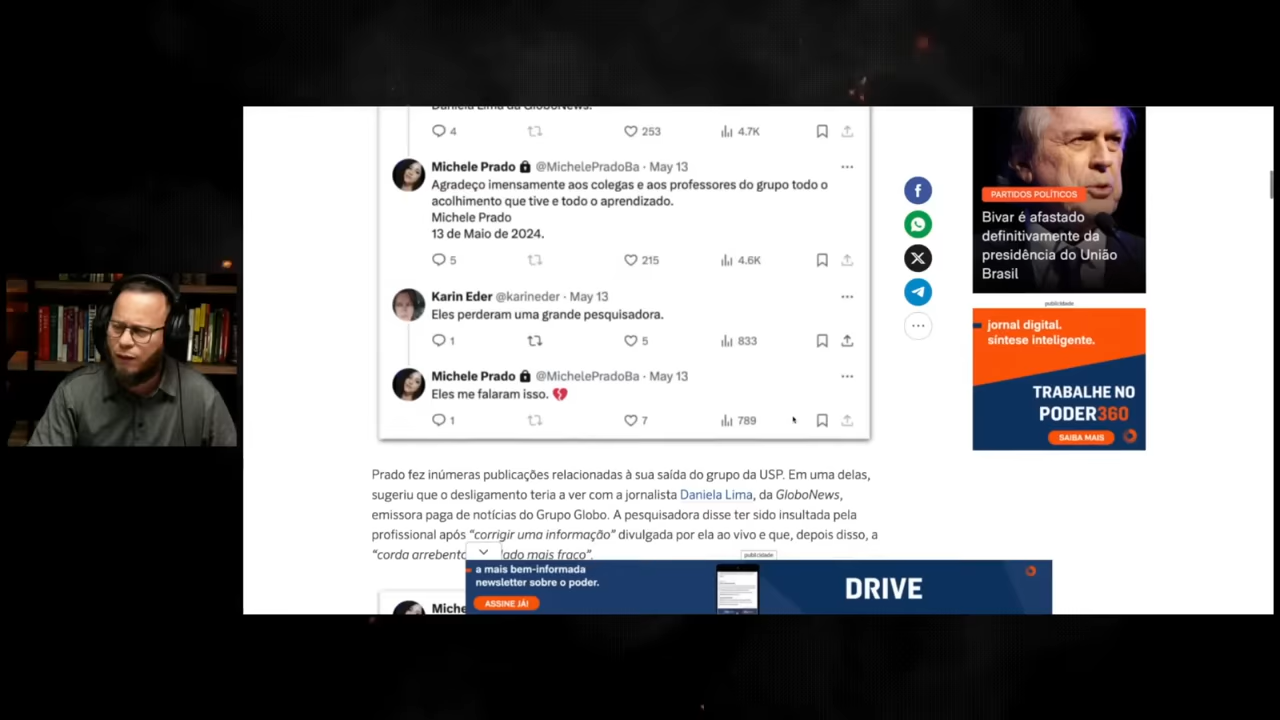 Daniela Lima da GloboNews.
4 253 4.7K
Michele Prado @MichelePradoBa · May 13 ···
Agradeço imensamente aos colegas e aos professores do grupo todo o
acolhimento que tive e todo o aprendizado.
Michele Prado
13 de Maio de 2024.
5 215 4.6K
Karin Eder @karineder · May 13 ···
Eles perderam uma grande pesquisadora.
1 5 833
Michele Prado @MichelePradoBa · May 13 ···
Eles me falaram isso. 💔
1 7 789
Prado fez inúmeras publicações relacionadas à sua saída do grupo da USP. Em uma delas,
sugeriu que o desligamento teria a ver com a jornalista Daniela Lima, da GloboNews,
emissora paga de notícias do Grupo Globo. A pesquisadora disse ter sido insultada pela
profissional após “corrigir uma informação” divulgada por ela ao vivo e que, depois disso, a
“corda arrebento ado mais fraco”.
Miche
PARTIDOS POLÍTICOS
Bivar é afastado
definitivamente da
presidência do União
Brasil
publicidade
jornal digital.
síntese inteligente.
TRABALHE NO
PODER360
SAIBA MAIS
publicidade
a mais bem-informada
newsletter sobre o poder.
ASSINE JÁ!
DRIVE